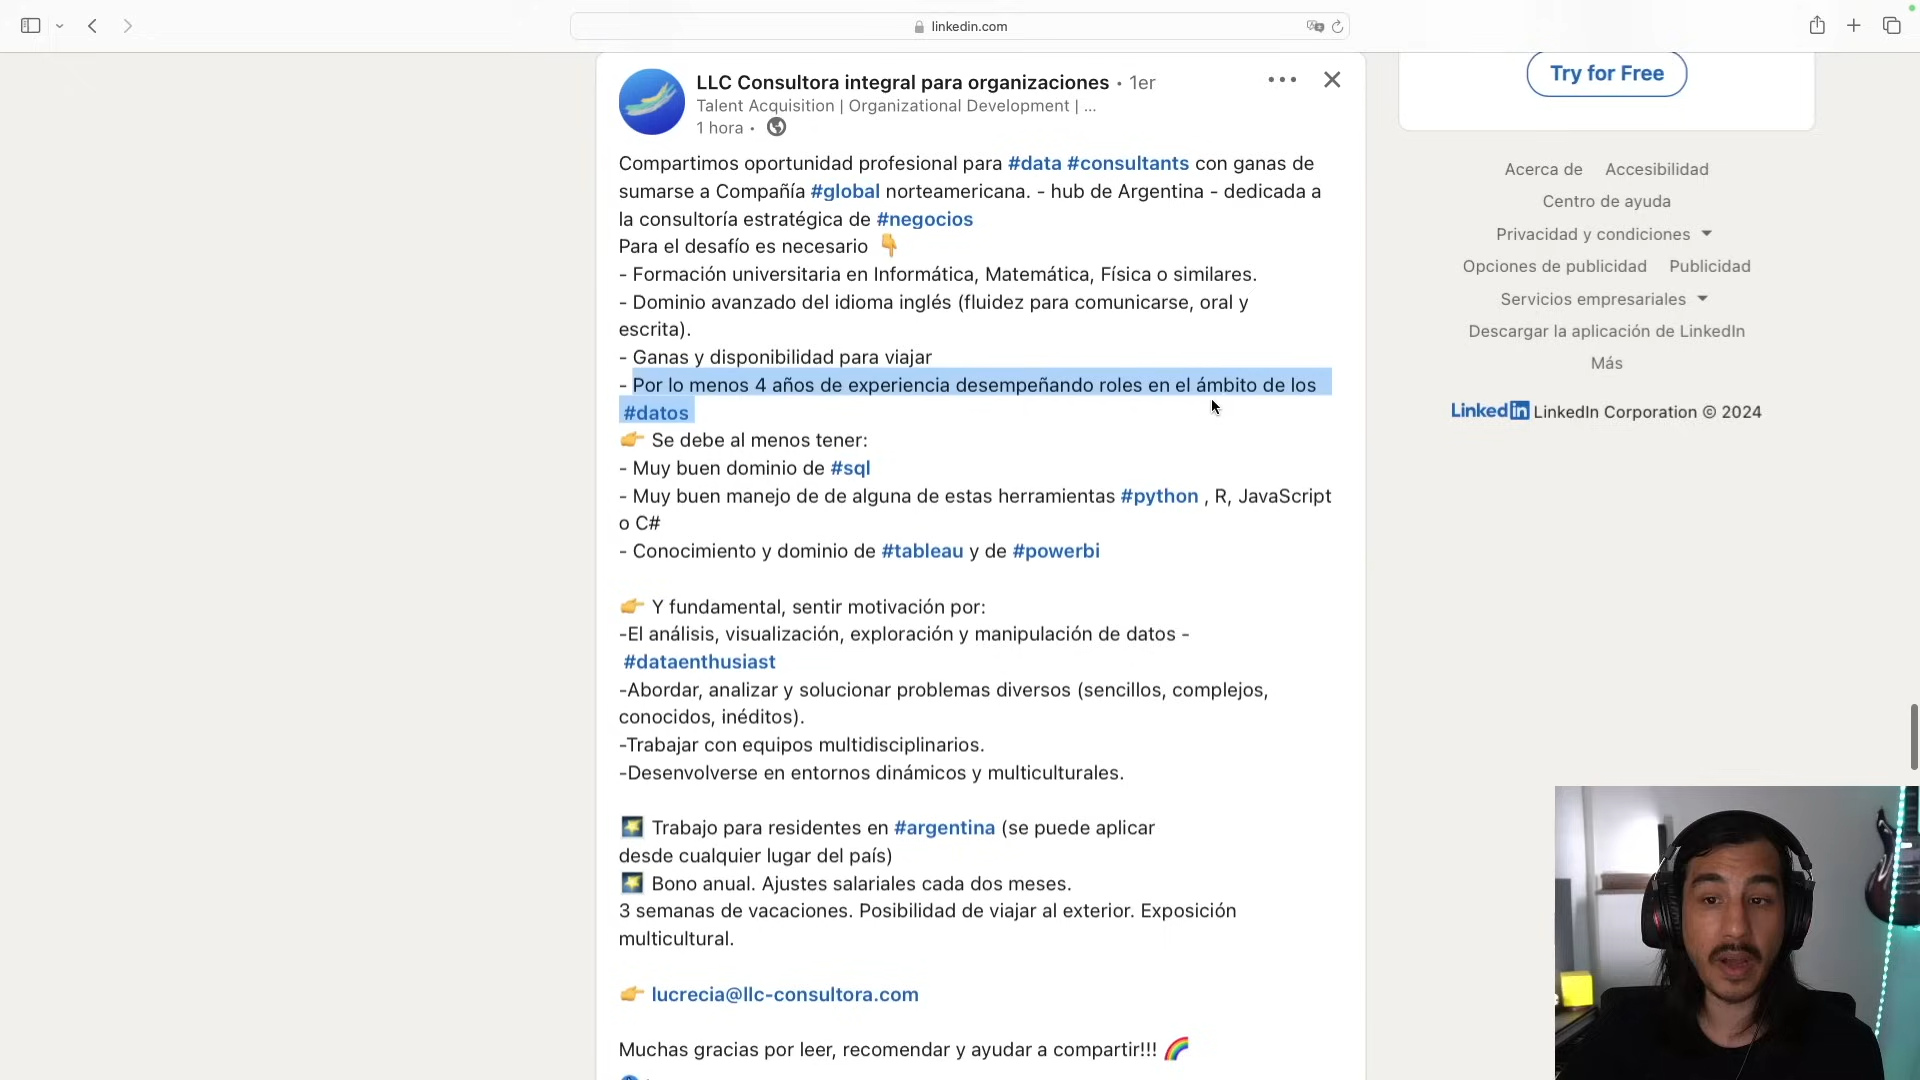 linkedin.com
LLC Consultora integral para organizaciones • 1er
Talent Acquisition | Organizational Development | ...
1 hora •
Compartimos oportunidad profesional para #data #consultants con ganas de
sumarse a Compañía #global norteamericana. - hub de Argentina - dedicada a
la consultoría estratégica de #negocios
Para el desafío es necesario 👇
- Formación universitaria en Informática, Matemática, Física o similares.
- Dominio avanzado del idioma inglés (fluidez para comunicarse, oral y
escrita).
- Ganas y disponibilidad para viajar
- Por lo menos 4 años de experiencia desempeñando roles en el ámbito de los
#datos
👉 Se debe al menos tener:
- Muy buen dominio de #sql
- Muy buen manejo de de alguna de estas herramientas #python , R, JavaScript
o C#
- Conocimiento y dominio de #tableau y de #powerbi
👉 Y fundamental, sentir motivación por:
-El análisis, visualización, exploración y manipulación de datos -
#dataenthusiast
-Abordar, analizar y solucionar problemas diversos (sencillos, complejos,
conocidos, inéditos).
-Trabajar con equipos multidisciplinarios.
-Desenvolverse en entornos dinámicos y multiculturales.
🌠 Trabajo para residentes en #argentina (se puede aplicar
desde cualquier lugar del país)
🌠 Bono anual. Ajustes salariales cada dos meses.
3 semanas de vacaciones. Posibilidad de viajar al exterior. Exposición
multicultural.
👉 lucrecia@llc-consultora.com
Muchas gracias por leer, recomendar y ayudar a compartir!!! 🌈
Try for Free
Acerca de Accesibilidad
Centro de ayuda
Privacidad y condiciones
Opciones de publicidad Publicidad
Servicios empresariales
Descargar la aplicación de LinkedIn
Más
LinkedIn LinkedIn Corporation © 2024